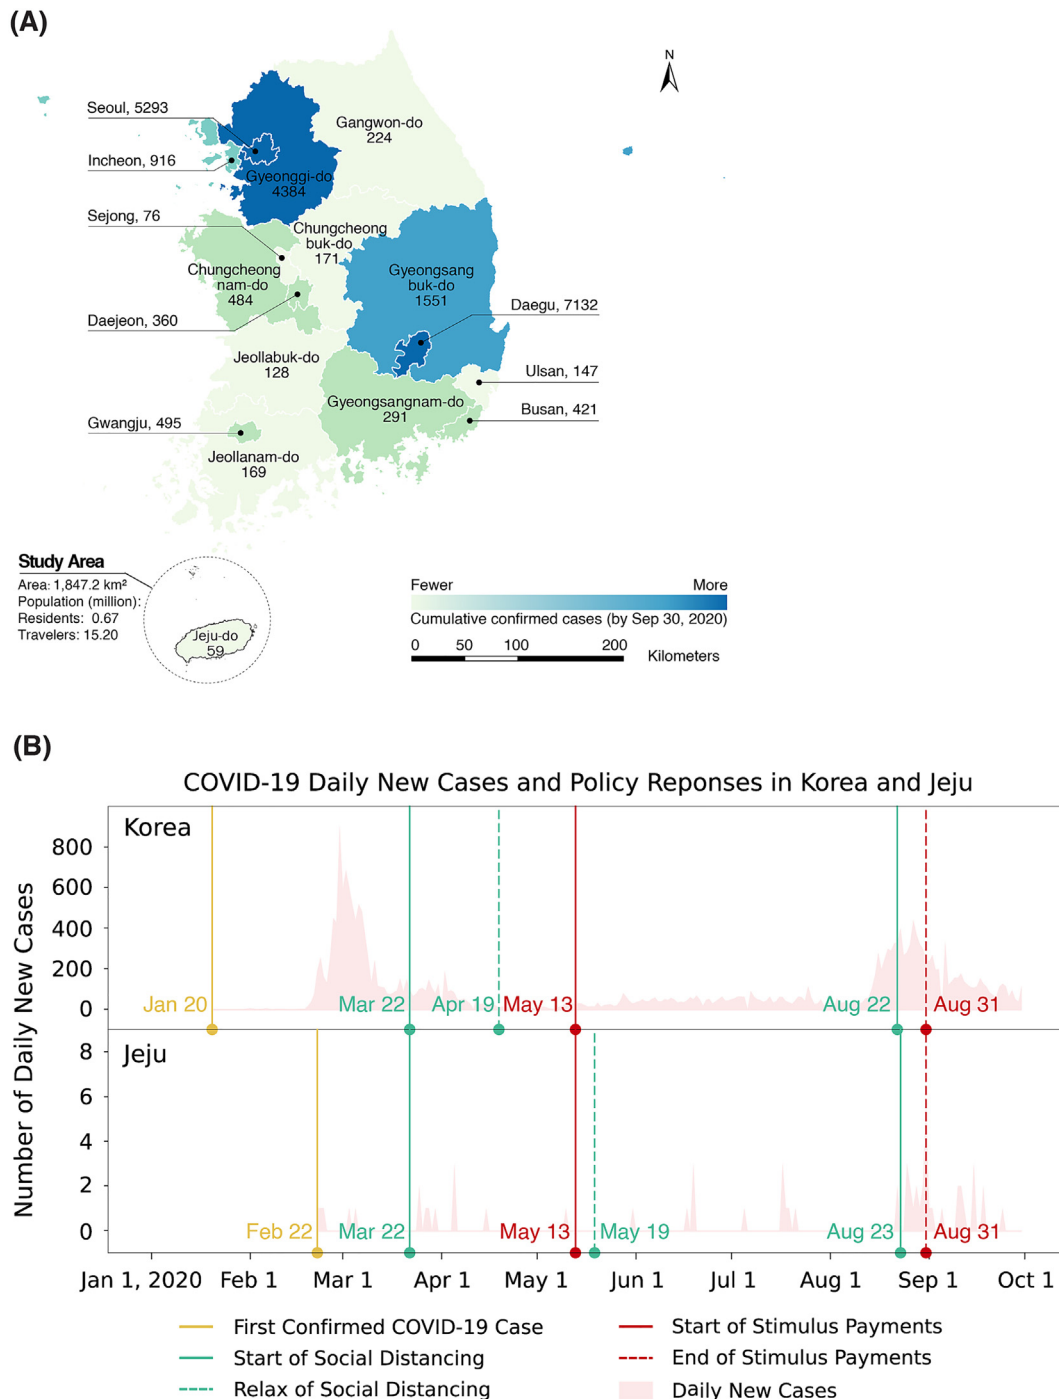 (A)
N
Seoul, 5293
Gangwon-do
224
Incheon, 916
Gyeonggi-do
4384
Sejong, 76
Chungcheong
buk-do
171
Chungcheong
nam-do
484
Gyeongsang
buk-do
1551
Daegu, 7132
Daejeon, 360
Jeollabuk-do
128
Ulsan, 147
Gyeongsangnam-do
291
Busan, 421
Gwangju, 495
Jeollanam-do
169
Study Area
Area: 1,847.2 km²
Population (million):
Residents: 0.67
Travelers: 15.20
Jeju-do
59
Fewer More
Cumulative confirmed cases (by Sep 30, 2020)
0 50 100 200 Kilometers
(B)
COVID-19 Daily New Cases and Policy Reponses in Korea and Jeju
Number of Daily New Cases
Korea
800
600
400
200
0
Jan 20 Mar 22 Apr 19 May 13 Aug 22 Aug 31
Jeju
8
6
4
2
0
Feb 22 Mar 22 May 13 May 19 Aug 23 Aug 31
Jan 1, 2020 Feb 1 Mar 1 Apr 1 May 1 Jun 1 Jul 1 Aug 1 Sep 1 Oct 1
First Confirmed COVID-19 Case
Start of Social Distancing
Relax of Social Distancing
Start of Stimulus Payments
End of Stimulus Payments
Daily New Cases